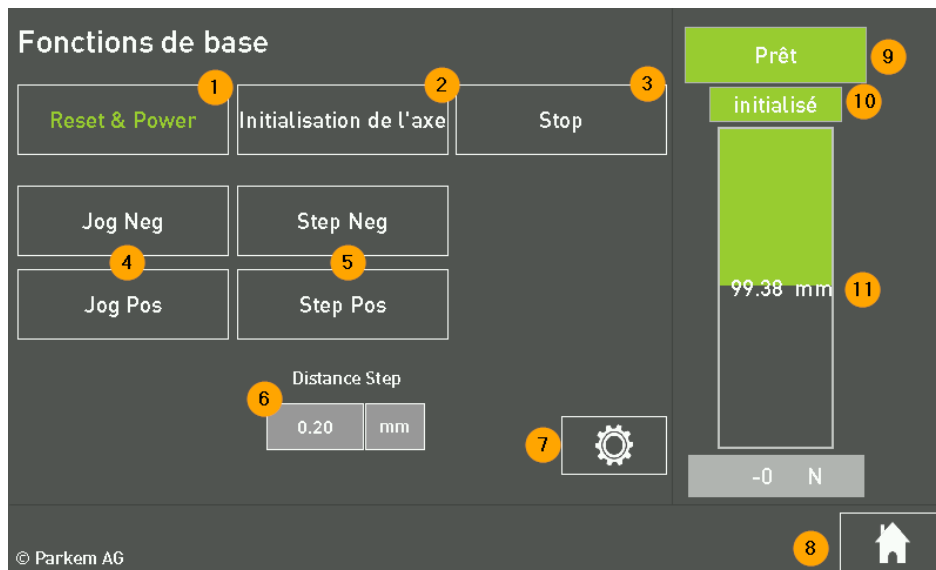 Fonctions de base
1
2
3
Reset & Power
Initialisation de l'axe
Stop
Jog Neg
Step Neg
4
5
Jog Pos
Step Pos
Distance Step
6
0.20 mm
7
Prêt
9
initialisé
10
99.38 mm
11
-0 N
8
© Parkem AG